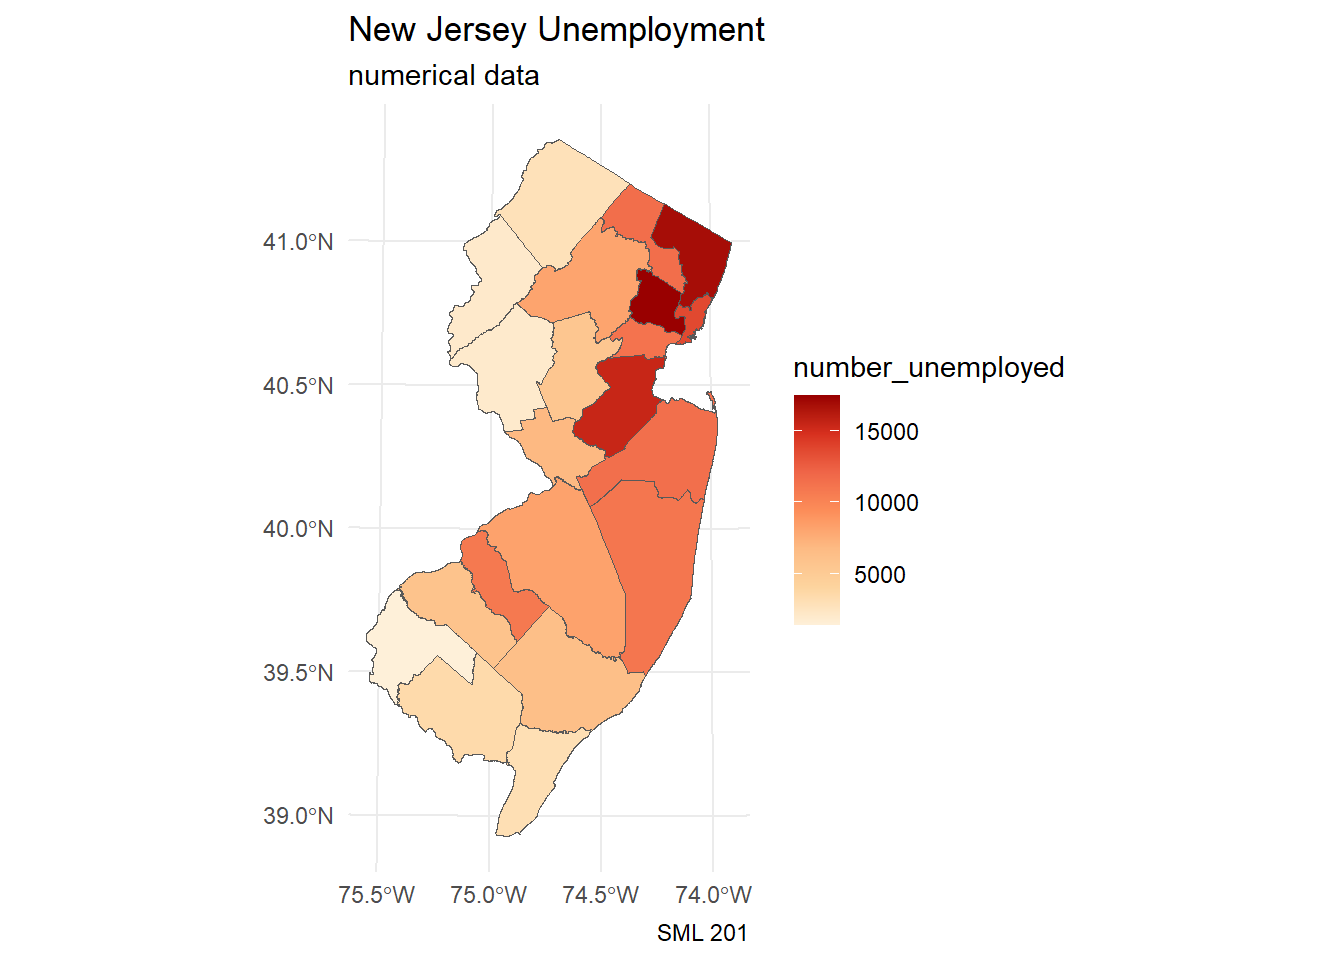 New Jersey Unemployment
numerical data
41.0°N
40.5°N
40.0°N
39.5°N
39.0°N
75.5°W 75.0°W 74.5°W 74.0°W
number_unemployed
15000
10000
5000
SML 201